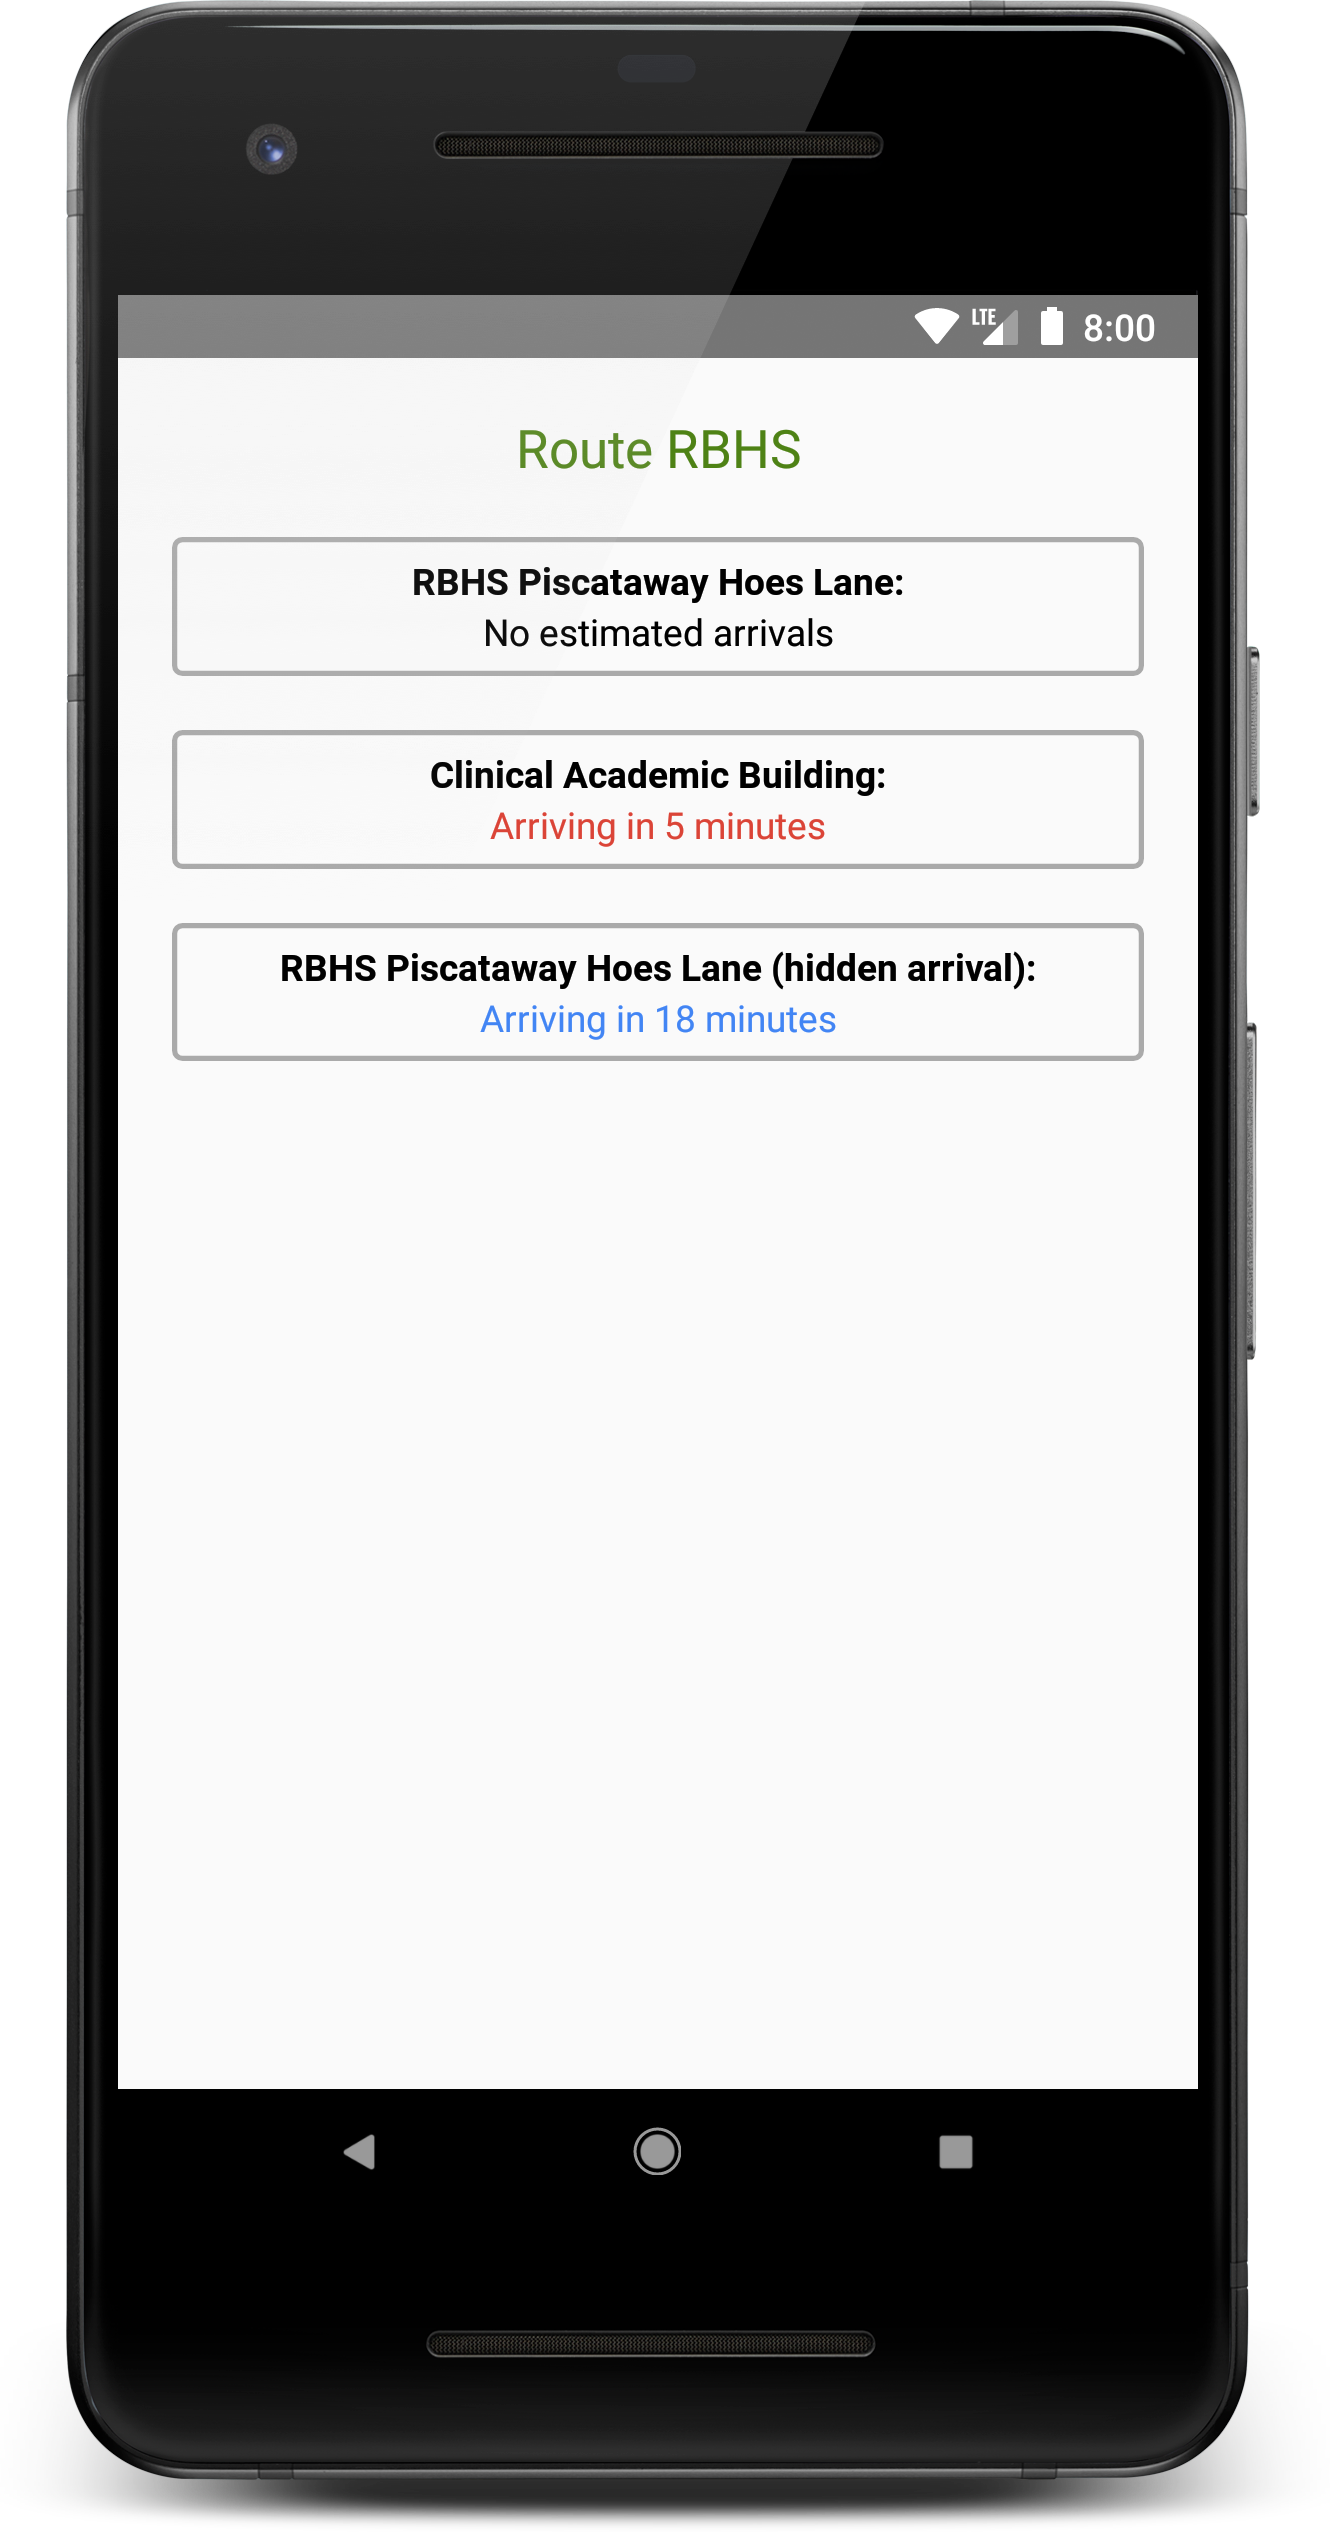 LTE 8:00
Route RBHS
RBHS Piscataway Hoes Lane:
No estimated arrivals
Clinical Academic Building:
Arriving in 5 minutes
RBHS Piscataway Hoes Lane (hidden arrival):
Arriving in 18 minutes